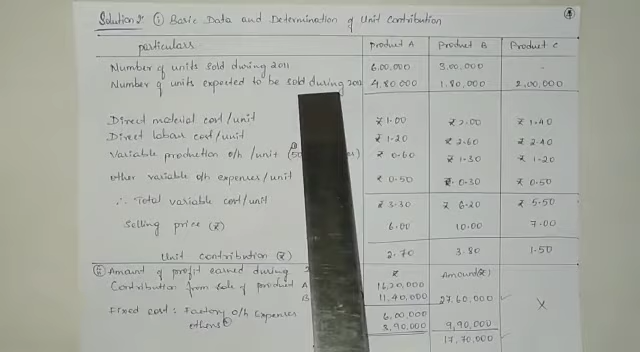 Solution 2: ① Basic Data and Determination of Unit Contribution
particulars Product A Product B Product C
Number of units sold during 2011 6,00,000 3,00,000 -
Number of units expected to be sold during 4,80,000 1,80,000 2,00,000
Direct material cost/unit ₹1.00 ₹2.00 ₹1.40
Direct labour cost/unit ₹1.20 ₹2.60 ₹2.40
Variable production o/h /unit ₹0.60 ₹1.30 ₹1.20
other variable o/h expenses/unit ₹0.50 ₹0.30 ₹0.50
∴ Total variable cost/unit ₹3.30 ₹6.20 ₹5.50
Selling price (₹) 6.00 10.00 7.00
Unit contribution (₹) 2.70 3.80 1.50
Amount of profit earned during ₹ Amount(₹)
Contribution from sale of product A 16,20,000
B 11,40,000 27,60,000 ✓
Fixed cost: Factory o/h Expenses 6,00,000 X
others 3,90,000 9,90,000
17,70,000